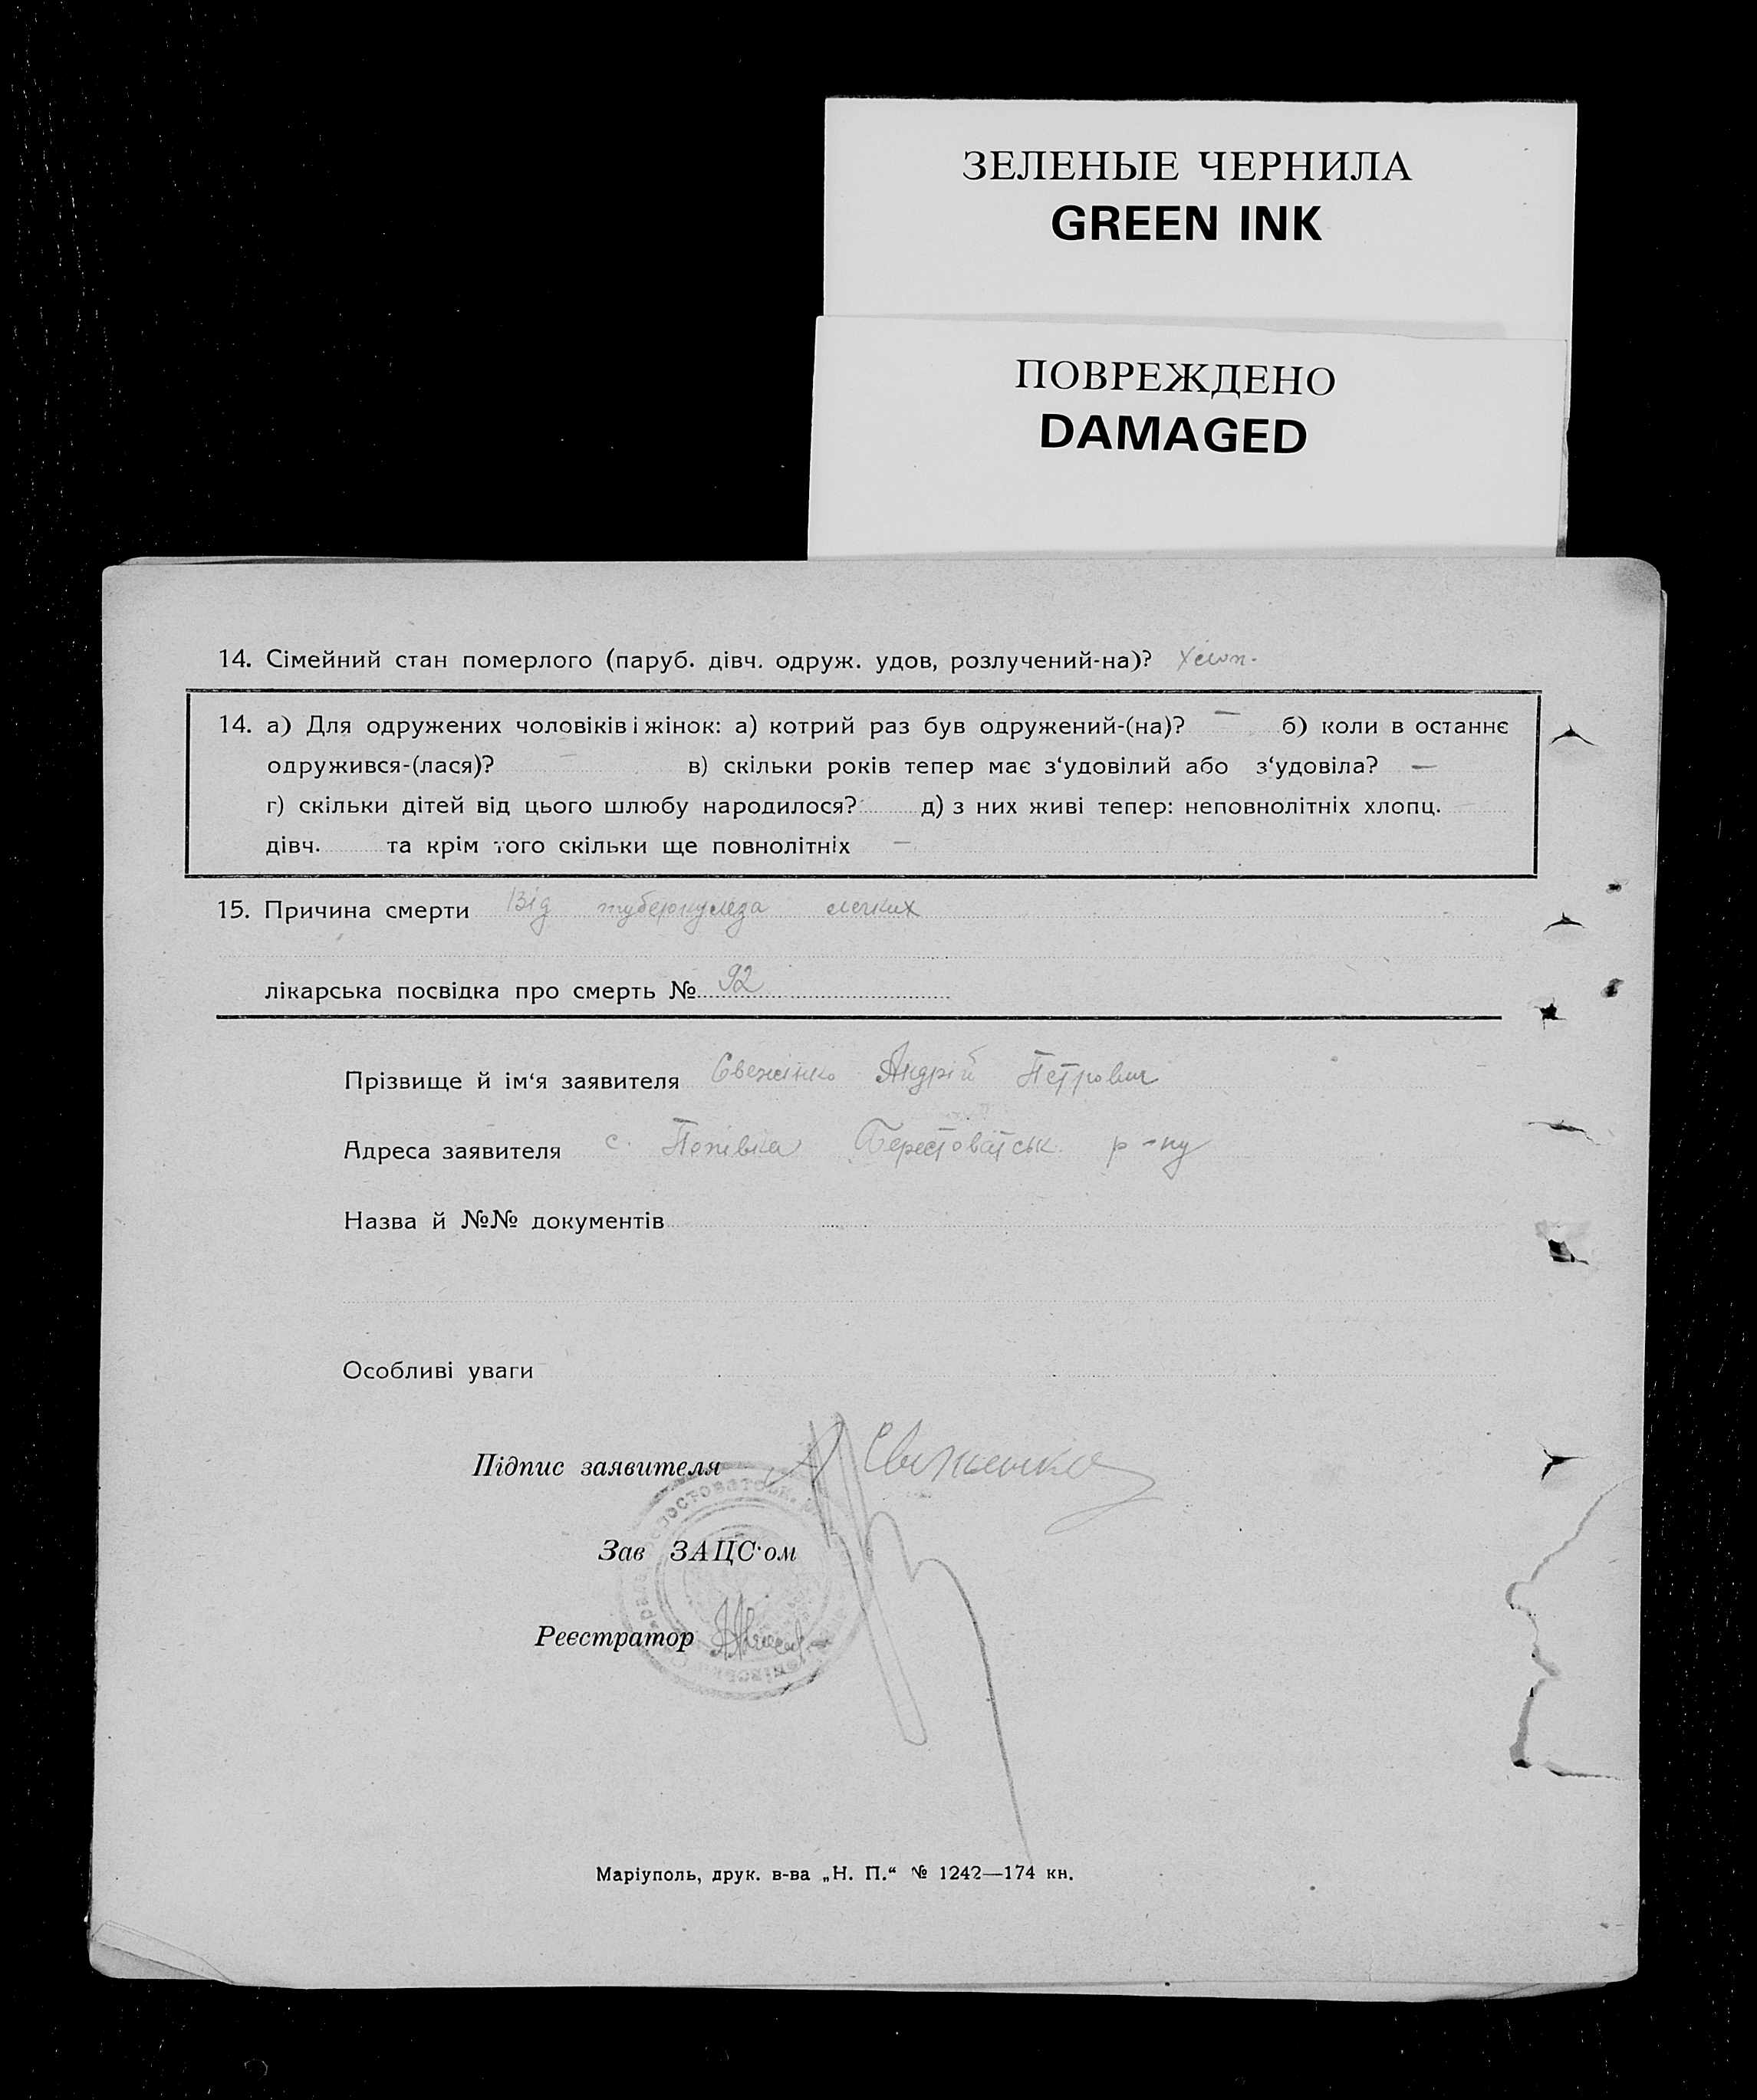 ЗЕЛЕНЫЕ ЧЕРНИЛА
GREEN INK
ПОВРЕЖДЕНО
DAMAGED
14. Сімейний стан померлого (паруб. дівч. одруж. удов, розлучений-на)? Хлоп.
14. а) Для одружених чоловіків і жінок: а) котрий раз був одружений-(на)? — б) коли в останнє
одружився-(лася)? — в) скільки років тепер має з‘удовілий або з‘удовіла? —
г) скільки дітей від цього шлюбу народилося? д) з них живі тепер: неповнолітніх хлопц. —
дівч. та крім того скільки ще повнолітніх —
15. Причина смерти Від туберкульза легких
лікарська посвідка про смерть № 92
Прізвище й ім‘я заявителя Андрій Петрович
Адреса заявителя с. Попівка р-ну
Назва й №№ документів
Особливі уваги
Підпис заявителя
Зав ЗАЦС‘ом
Реєстратор
Маріуполь, друк. в-ва „Н. П.“ № 1242—174 кн.